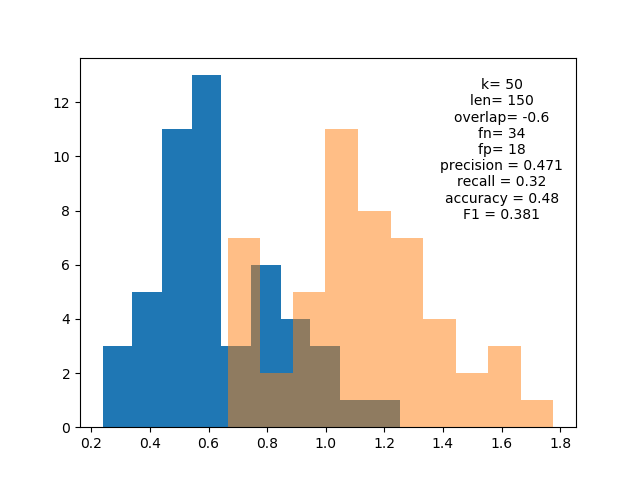 k= 50
len= 150
overlap= -0.6
fn= 34
fp= 18
precision = 0.471
recall = 0.32
accuracy = 0.48
F1 = 0.381
12
10
8
6
4
2
0
0.2 0.4 0.6 0.8 1.0 1.2 1.4 1.6 1.8